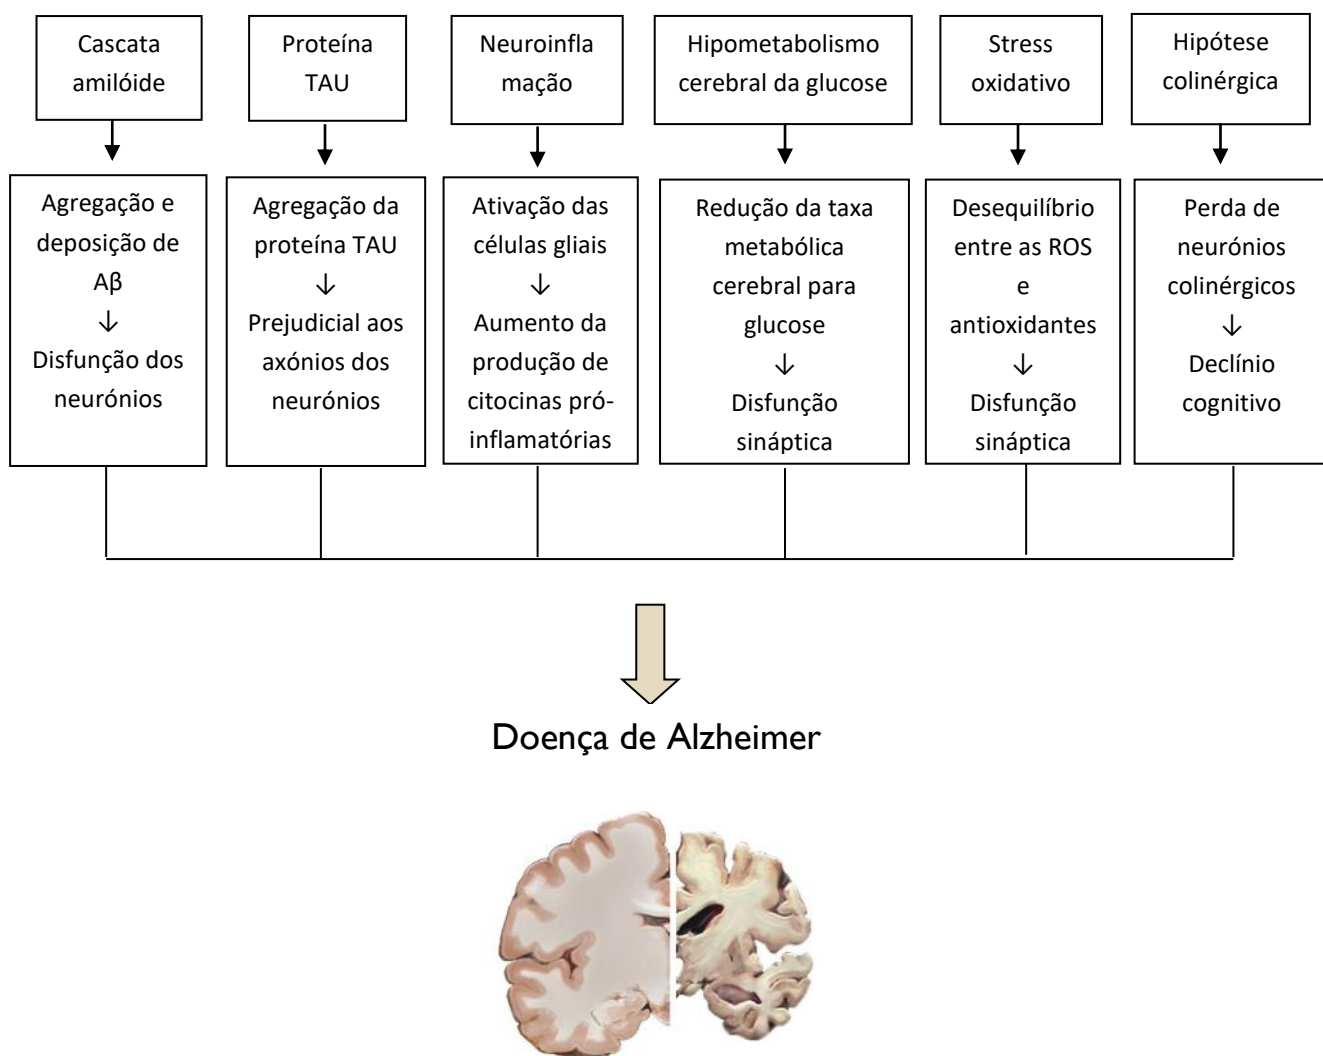 Cascata
amilóide
Proteína
TAU
Neuroinfla
mação
Hipometabolismo
cerebral da glucose
Stress
oxidativo
Hipótese
colinérgica
Agregação e
deposição de
Aβ
↓
Disfunção dos
neurónios
Agregação da
proteína TAU
↓
Prejudicial aos
axónios dos
neurónios
Ativação das
células gliais
↓
Aumento da
produção de
citocinas pró-
inflamatórias
Redução da taxa
metabólica
cerebral para
glucose
↓
Disfunção
sináptica
Desequilíbrio
entre as ROS
e
antioxidantes
↓
Disfunção
sináptica
Perda de
neurónios
colinérgicos
↓
Declínio
cognitivo
Doença de Alzheimer